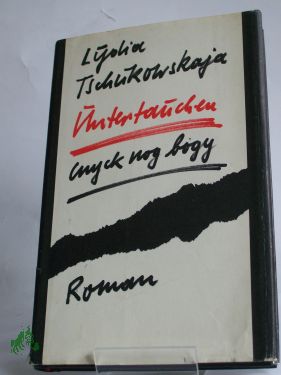 Lydia
Tschukowskaja
Untertauchen
спуск под воду
Roman